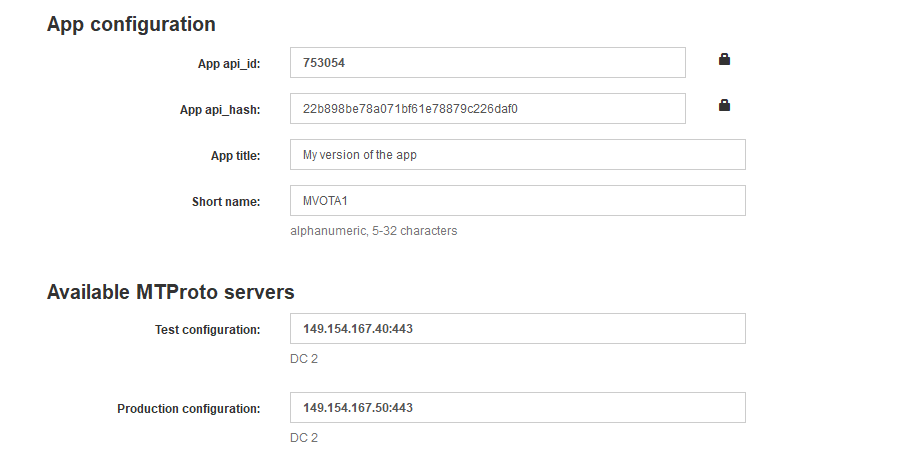 App configuration
App api_id: 753054
App api_hash: 22b898be78a071bf61e78879c226daf0
App title: My version of the app
Short name: MVOTA1
alphanumeric, 5-32 characters
Available MTProto servers
Test configuration: 149.154.167.40:443
DC 2
Production configuration: 149.154.167.50:443
DC 2